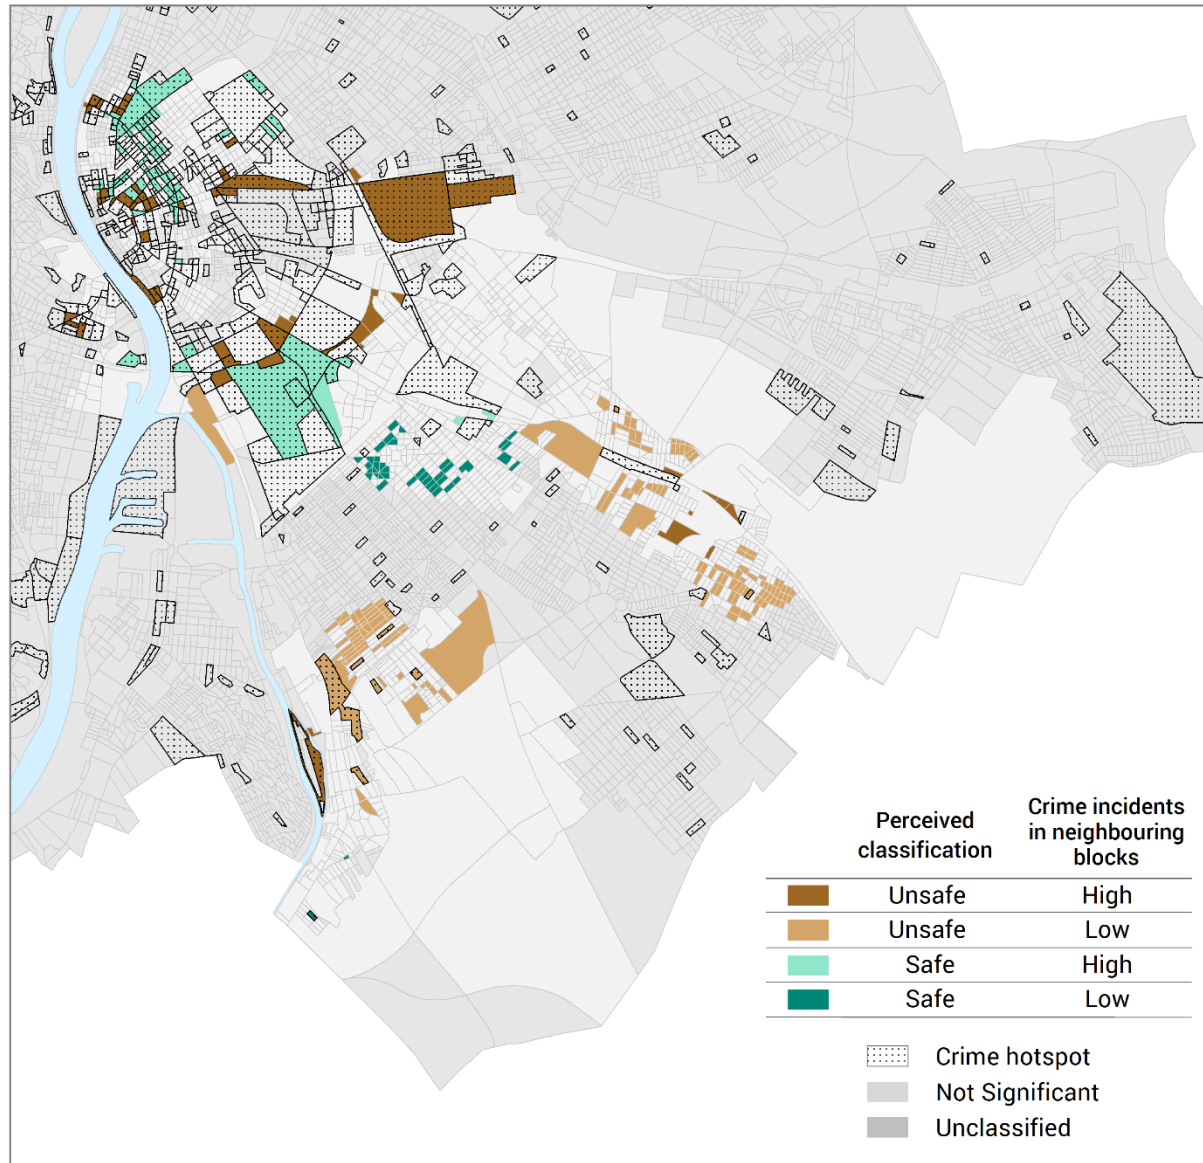 Perceived classification
Crime incidents in neighbouring blocks
Unsafe High
Unsafe Low
Safe High
Safe Low
Crime hotspot
Not Significant
Unclassified